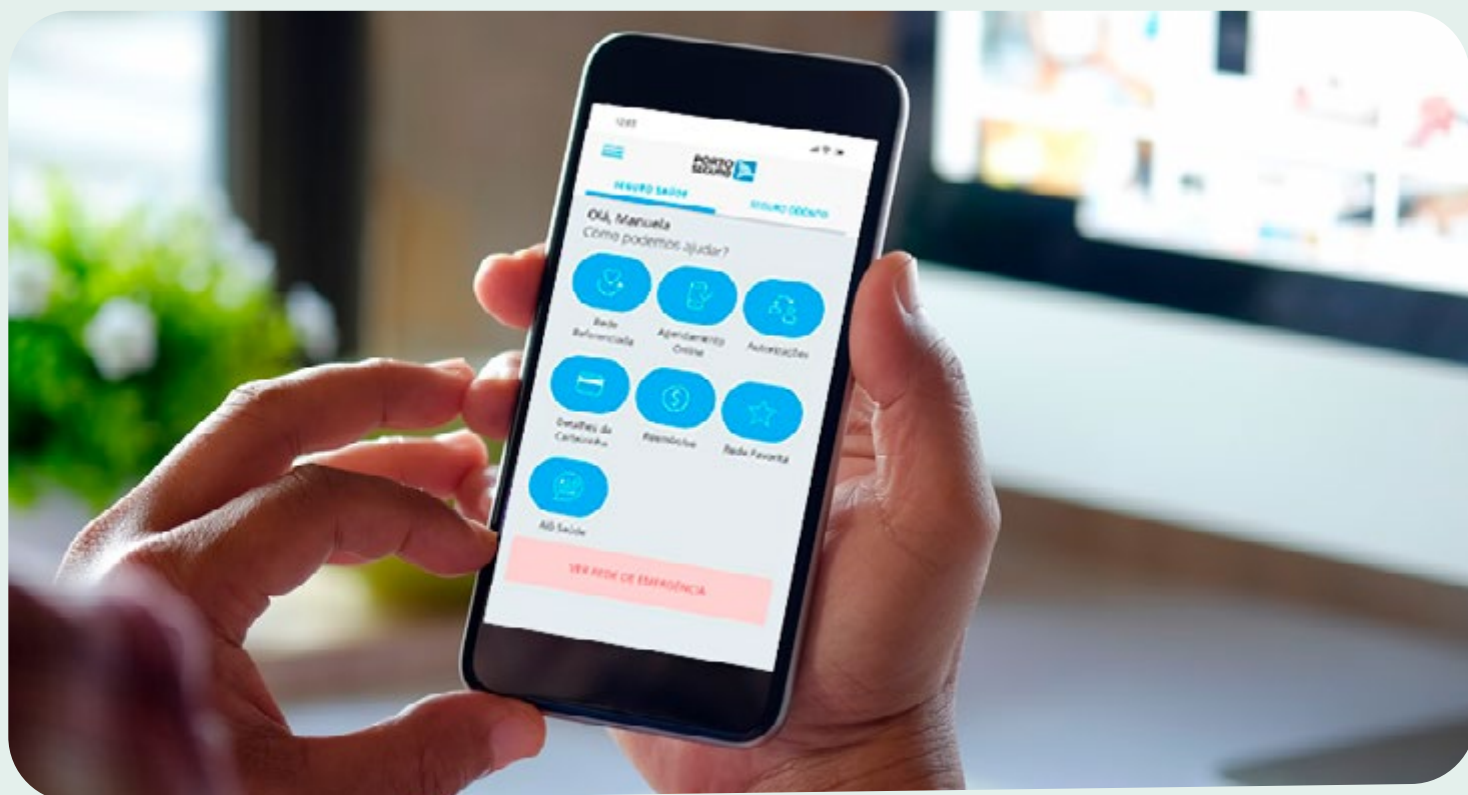 PORTO
SEGURO
SEGURO SAÚDE
SEGURO ODONTO
Olá, Manuela
Como podemos ajudar?
Rede
Referenciada
Agendamento
Online
Autorizações
Detalhes da
Carteirinha
Reembolso
Rede Favorita
Alô Saúde
VER REDE DE EMERGÊNCIA